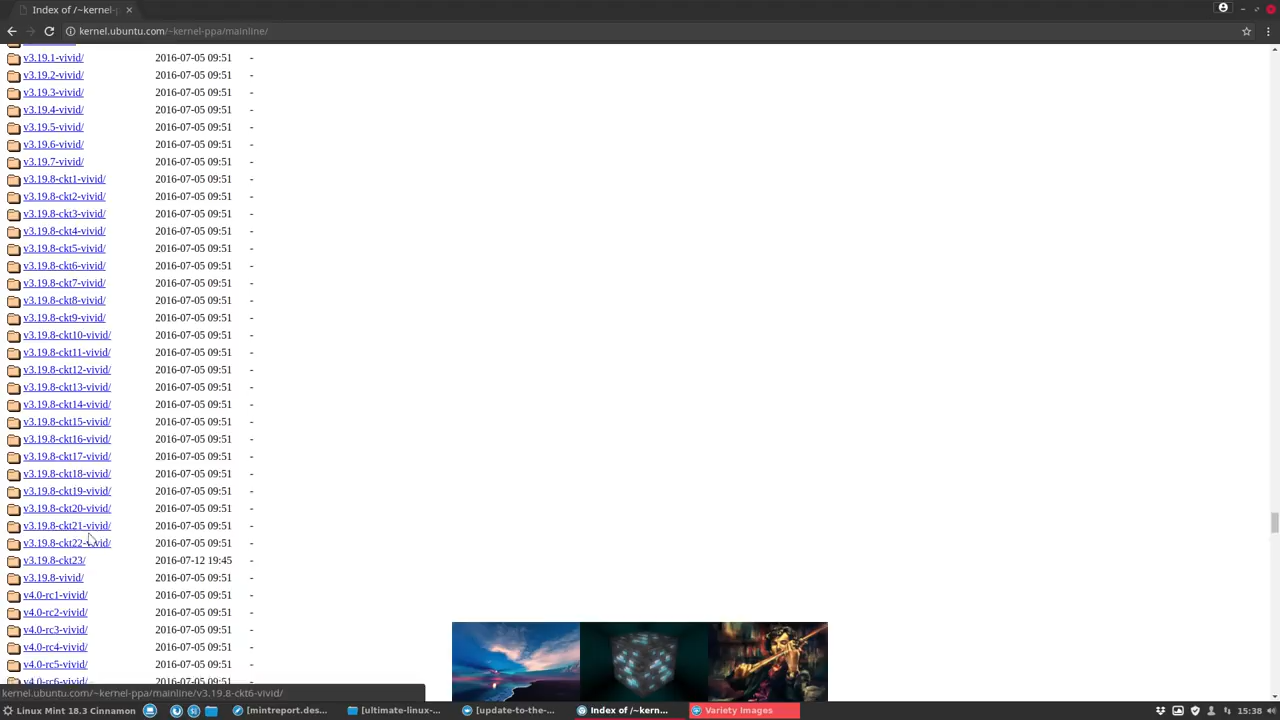 Index of /~kernel-p
kernel.ubuntu.com/~kernel-ppa/mainline/
v3.19.1-vivid/ 2016-07-05 09:51 -
v3.19.2-vivid/ 2016-07-05 09:51 -
v3.19.3-vivid/ 2016-07-05 09:51 -
v3.19.4-vivid/ 2016-07-05 09:51 -
v3.19.5-vivid/ 2016-07-05 09:51 -
v3.19.6-vivid/ 2016-07-05 09:51 -
v3.19.7-vivid/ 2016-07-05 09:51 -
v3.19.8-ckt1-vivid/ 2016-07-05 09:51 -
v3.19.8-ckt2-vivid/ 2016-07-05 09:51 -
v3.19.8-ckt3-vivid/ 2016-07-05 09:51 -
v3.19.8-ckt4-vivid/ 2016-07-05 09:51 -
v3.19.8-ckt5-vivid/ 2016-07-05 09:51 -
v3.19.8-ckt6-vivid/ 2016-07-05 09:51 -
v3.19.8-ckt7-vivid/ 2016-07-05 09:51 -
v3.19.8-ckt8-vivid/ 2016-07-05 09:51 -
v3.19.8-ckt9-vivid/ 2016-07-05 09:51 -
v3.19.8-ckt10-vivid/ 2016-07-05 09:51 -
v3.19.8-ckt11-vivid/ 2016-07-05 09:51 -
v3.19.8-ckt12-vivid/ 2016-07-05 09:51 -
v3.19.8-ckt13-vivid/ 2016-07-05 09:51 -
v3.19.8-ckt14-vivid/ 2016-07-05 09:51 -
v3.19.8-ckt15-vivid/ 2016-07-05 09:51 -
v3.19.8-ckt16-vivid/ 2016-07-05 09:51 -
v3.19.8-ckt17-vivid/ 2016-07-05 09:51 -
v3.19.8-ckt18-vivid/ 2016-07-05 09:51 -
v3.19.8-ckt19-vivid/ 2016-07-05 09:51 -
v3.19.8-ckt20-vivid/ 2016-07-05 09:51 -
v3.19.8-ckt21-vivid/ 2016-07-05 09:51 -
v3.19.8-ckt22-vivid/ 2016-07-05 09:51 -
v3.19.8-ckt23/ 2016-07-12 19:45 -
v3.19.8-vivid/ 2016-07-05 09:51 -
v4.0-rc1-vivid/ 2016-07-05 09:51 -
v4.0-rc2-vivid/ 2016-07-05 09:51 -
v4.0-rc3-vivid/ 2016-07-05 09:51 -
v4.0-rc4-vivid/ 2016-07-05 09:51 -
v4.0-rc5-vivid/ 2016-07-05 09:51 -
v4.0-rc6-vivid/ 2016-07-05 09:51 -
kernel.ubuntu.com/~kernel-ppa/mainline/v3.19.8-ckt6-vivid/
Linux Mint 18.3 Cinnamon [mintreport.des... [ultimate-linux-... [update-to-the-... Index of /~kern... Variety Images 15:38